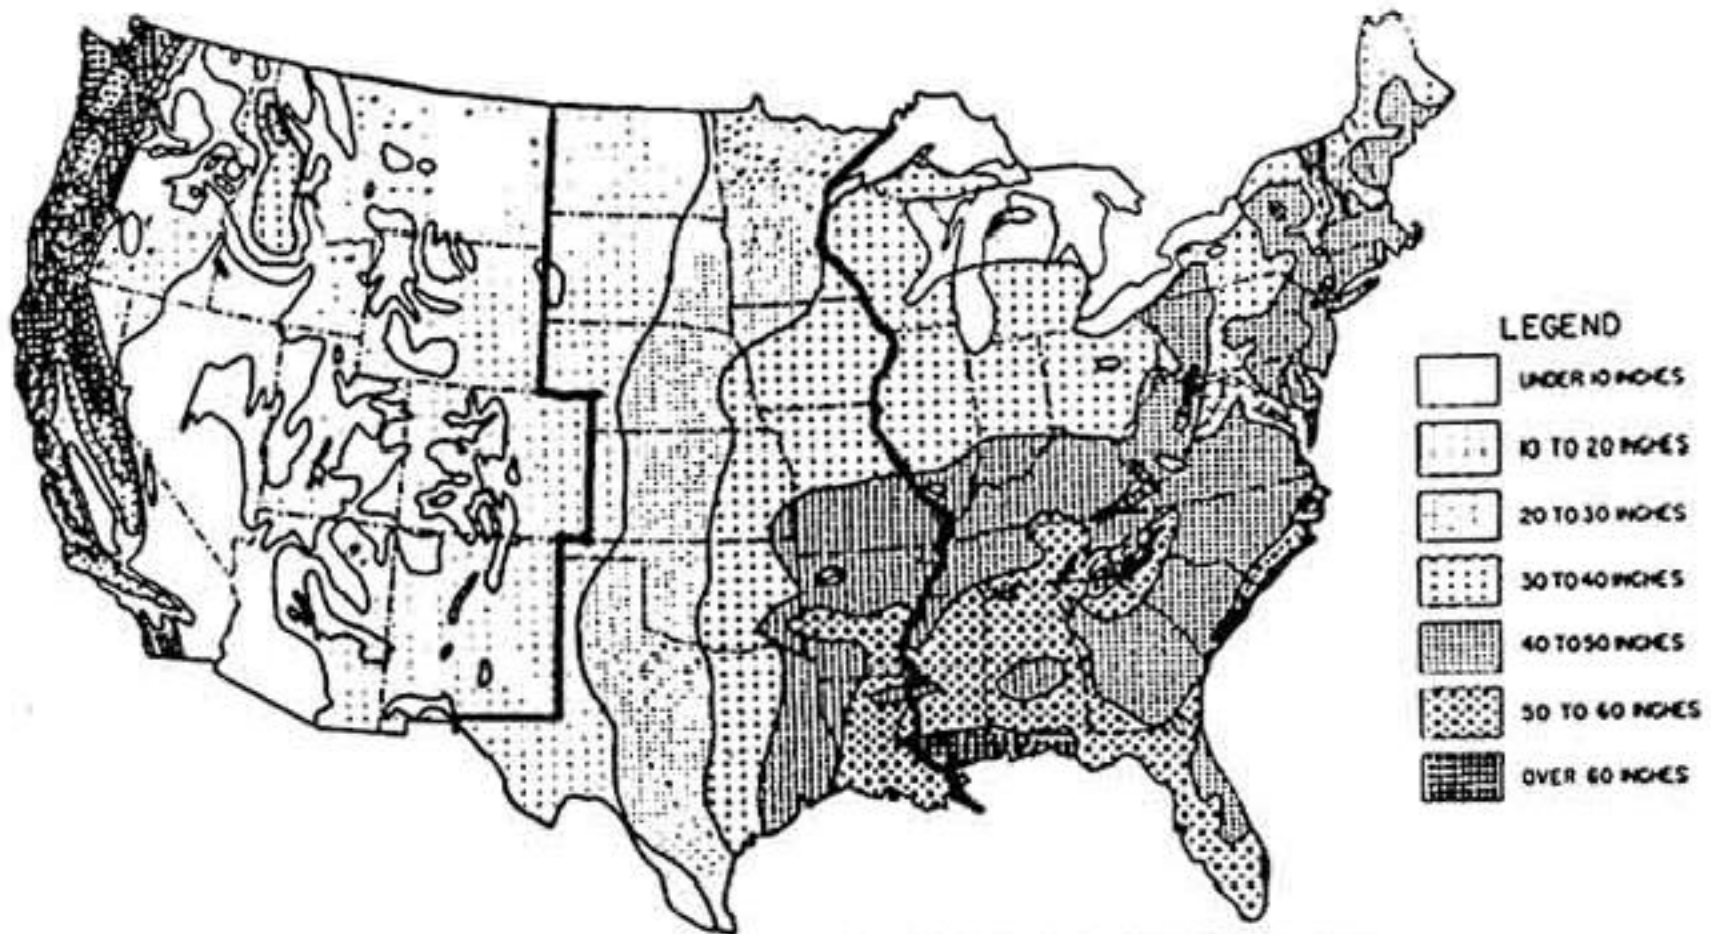 LEGEND
UNDER 10 INCHES
10 TO 20 INCHES
20 TO 30 INCHES
30 TO 40 INCHES
40 TO 50 INCHES
50 TO 60 INCHES
OVER 60 INCHES